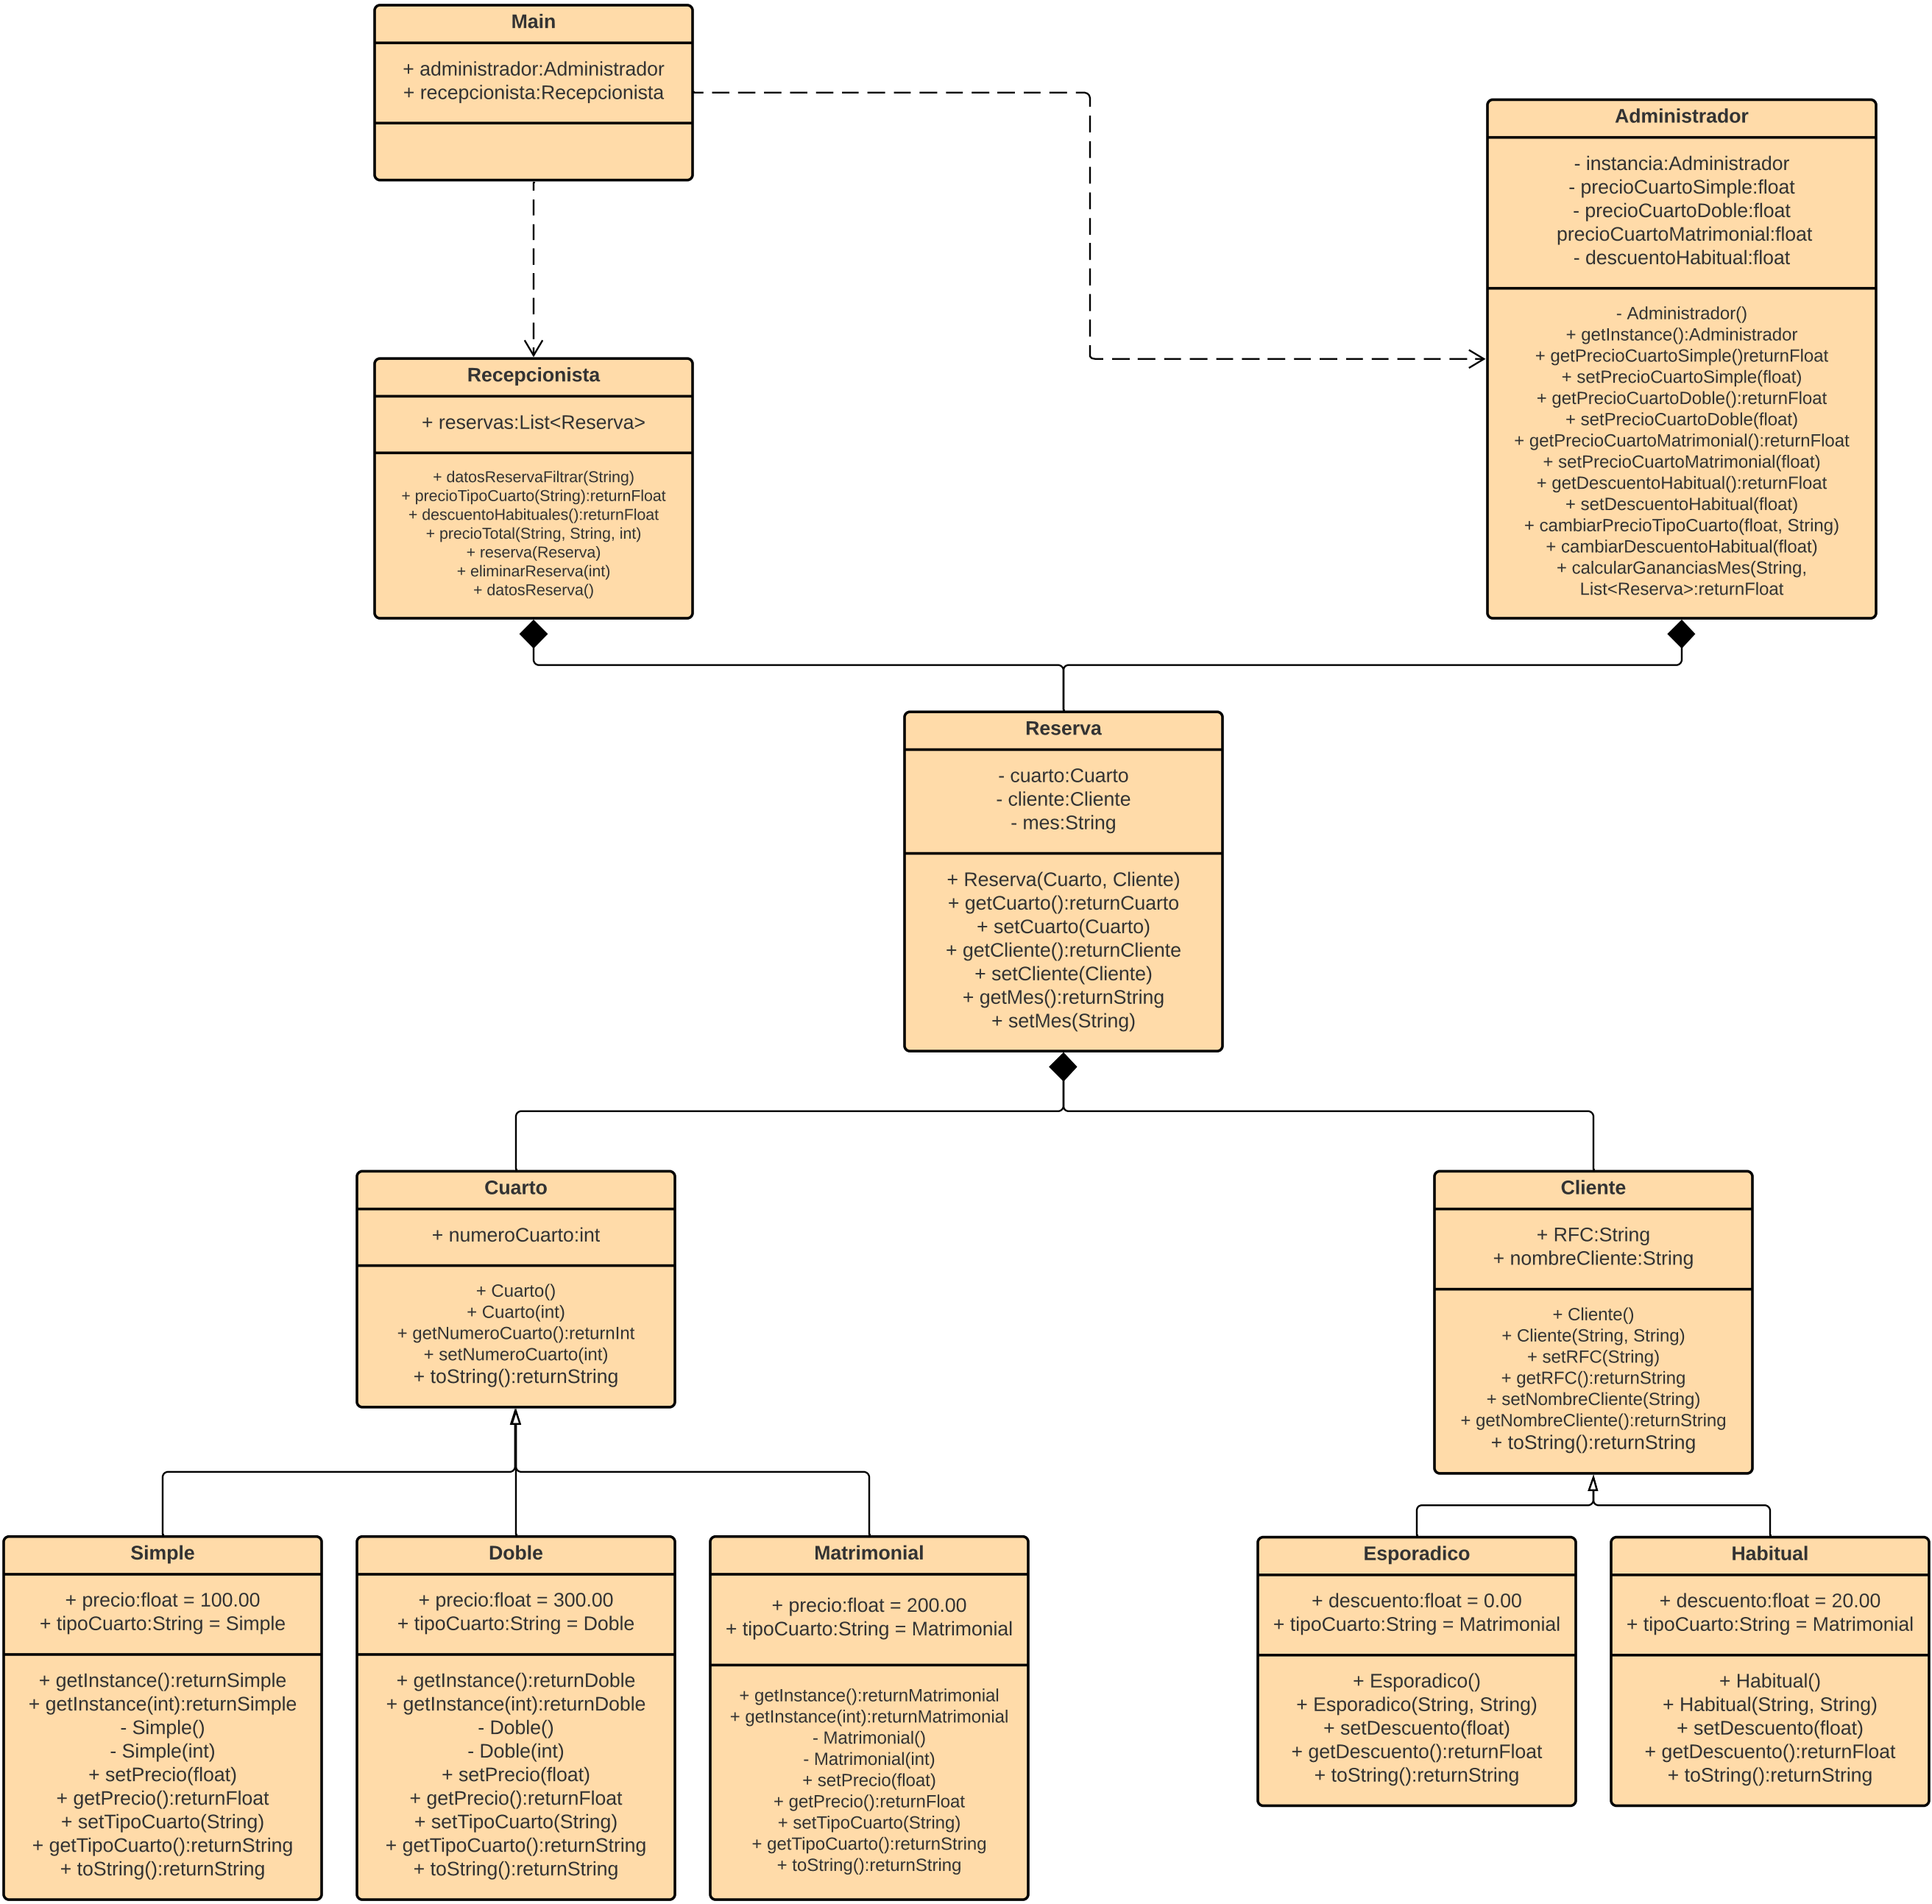 Main
+ administrador:Administrador
+ recepcionista:Recepcionista
Administrador
- instancia:Administrador
- precioCuartoSimple:float
- precioCuartoDoble:float
precioCuartoMatrimonial:float
- descuentoHabitual:float
- Administrador()
+ getInstance():Administrador
+ getPrecioCuartoSimple()returnFloat
+ setPrecioCuartoSimple(float)
+ getPrecioCuartoDoble():returnFloat
+ setPrecioCuartoDoble(float)
+ getPrecioCuartoMatrimonial():returnFloat
+ setPrecioCuartoMatrimonial(float)
+ getDescuentoHabitual():returnFloat
+ setDescuentoHabitual(float)
+ cambiarPrecioTipoCuarto(float, String)
+ cambiarDescuentoHabitual(float)
+ calcularGananciasMes(String,
List<Reserva>:returnFloat
Recepcionista
+ reservas:List<Reserva>
+ datosReservaFiltrar(String)
+ precioTipoCuarto(String):returnFloat
+ descuentoHabituales():returnFloat
+ precioTotal(String, String, int)
+ reserva(Reserva)
+ eliminarReserva(int)
+ datosReserva()
Reserva
- cuarto:Cuarto
- cliente:Cliente
- mes:String
+ Reserva(Cuarto, Cliente)
+ getCuarto():returnCuarto
+ setCuarto(Cuarto)
+ getCliente():returnCliente
+ setCliente(Cliente)
+ getMes():returnString
+ setMes(String)
Cuarto
+ numeroCuarto:int
+ Cuarto()
+ Cuarto(int)
+ getNumeroCuarto():returnInt
+ setNumeroCuarto(int)
+ toString():returnString
Cliente
+ RFC:String
+ nombreCliente:String
+ Cliente()
+ Cliente(String, String)
+ setRFC(String)
+ getRFC():returnString
+ setNombreCliente(String)
+ getNombreCliente():returnString
+ toString():returnString
Simple
+ precio:float = 100.00
+ tipoCuarto:String = Simple
+ getInstance():returnSimple
+ getInstance(int):returnSimple
- Simple()
- Simple(int)
+ setPrecio(float)
+ getPrecio():returnFloat
+ setTipoCuarto(String)
+ getTipoCuarto():returnString
+ toString():returnString
Doble
+ precio:float = 300.00
+ tipoCuarto:String = Doble
+ getInstance():returnDoble
+ getInstance(int):returnDoble
- Doble()
- Doble(int)
+ setPrecio(float)
+ getPrecio():returnFloat
+ setTipoCuarto(String)
+ getTipoCuarto():returnString
+ toString():returnString
Matrimonial
+ precio:float = 200.00
+ tipoCuarto:String = Matrimonial
+ getInstance():returnMatrimonial
+ getInstance(int):returnMatrimonial
- Matrimonial()
- Matrimonial(int)
+ setPrecio(float)
+ getPrecio():returnFloat
+ setTipoCuarto(String)
+ getTipoCuarto():returnString
+ toString():returnString
Esporadico
+ descuento:float = 0.00
+ tipoCuarto:String = Matrimonial
+ Esporadico()
+ Esporadico(String, String)
+ setDescuento(float)
+ getDescuento():returnFloat
+ toString():returnString
Habitual
+ descuento:float = 20.00
+ tipoCuarto:String = Matrimonial
+ Habitual()
+ Habitual(String, String)
+ setDescuento(float)
+ getDescuento():returnFloat
+ toString():returnString